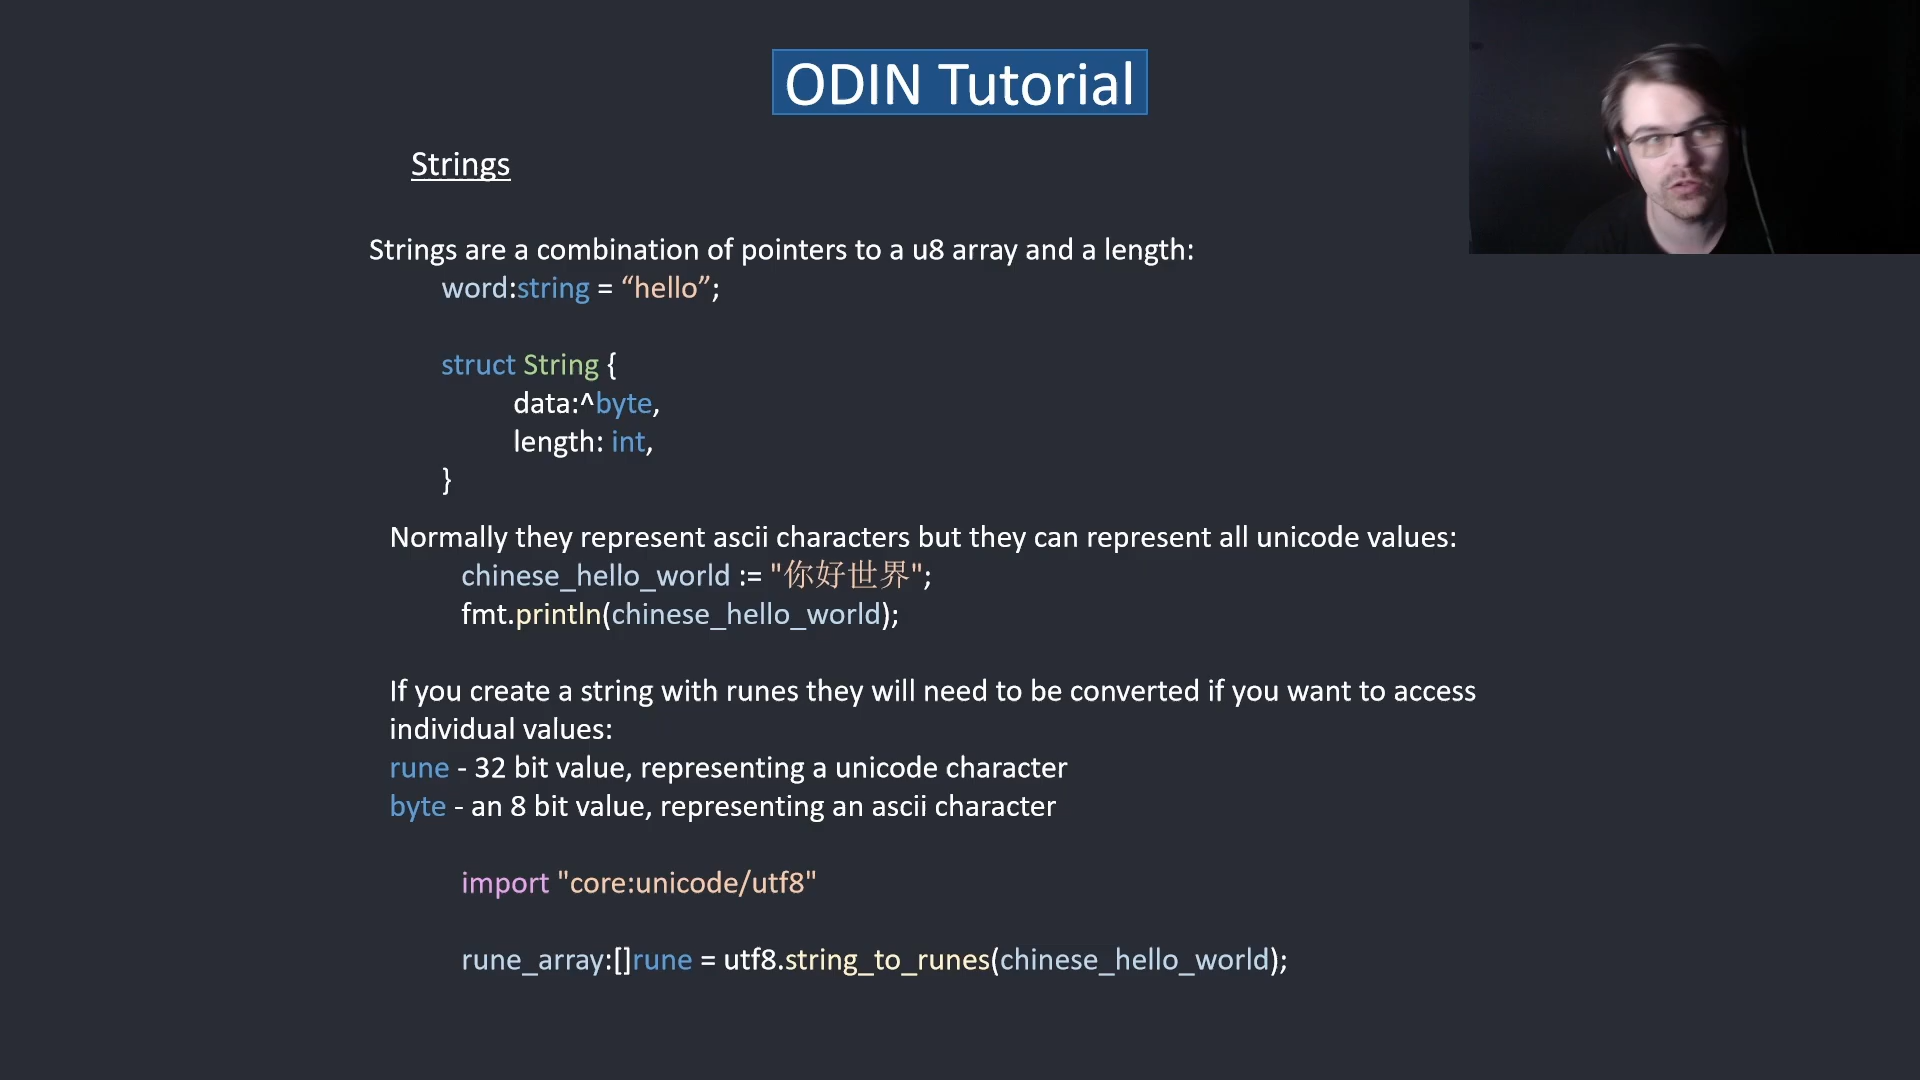 ODIN Tutorial
Strings
Strings are a combination of pointers to a u8 array and a length:
word:string = “hello”;
struct String {
data:^byte,
length: int,
}
Normally they represent ascii characters but they can represent all unicode values:
chinese_hello_world := "你好世界";
fmt.println(chinese_hello_world);
If you create a string with runes they will need to be converted if you want to access
individual values:
rune - 32 bit value, representing a unicode character
byte - an 8 bit value, representing an ascii character
import "core:unicode/utf8"
rune_array:[]rune = utf8.string_to_runes(chinese_hello_world);